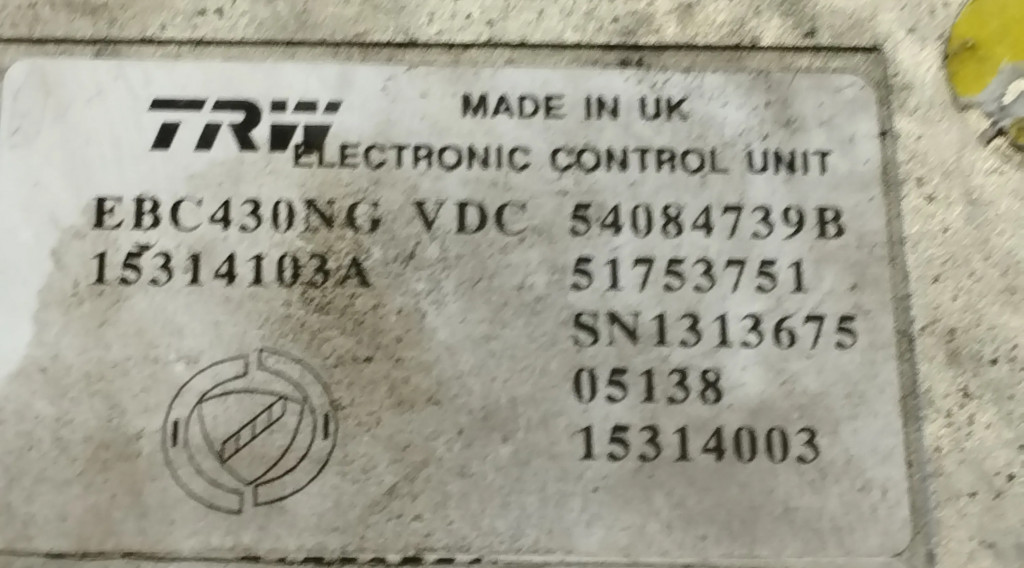 TRW MADE IN UK
ELECTRONIC CONTROL UNIT
EBC430NG VDC 54084739B
15314103A 51753751
SN1313675
05138
15314003